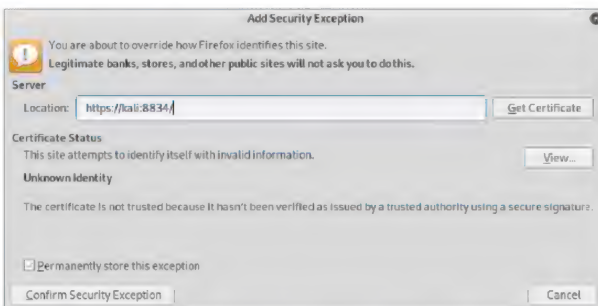 Add Security Exception
You are about to override how Firefox identifies this site.
Legitimate banks, stores, and other public sites will not ask you to do this.
Server
Location: https://kali:8834/ Get Certificate
Certificate Status
This site attempts to identify itself with invalid information. View...
Unknown Identity
The certificate is not trusted because it hasn't been verified as issued by a trusted authority using a secure signature.
Permanently store this exception
Confirm Security Exception Cancel